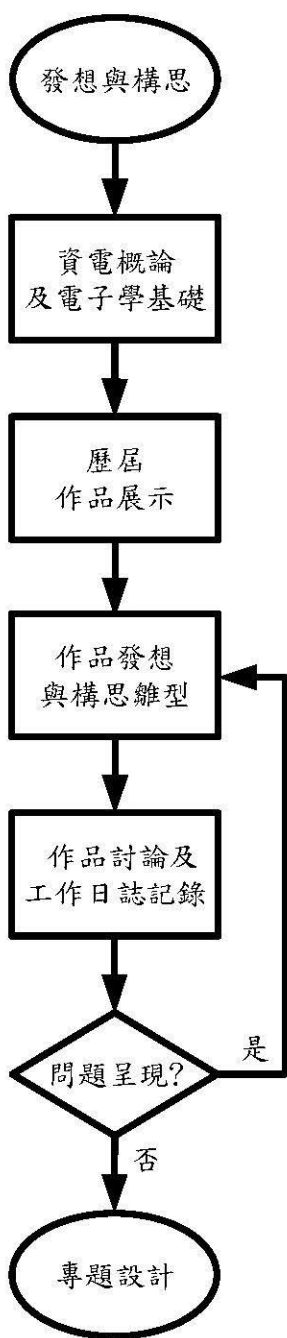 發想與構思
資電概論
及電子學基礎
歷屆
作品展示
作品發想
與構思雛型
作品討論及
工作日誌記錄
問題呈現?
是
否
專題設計